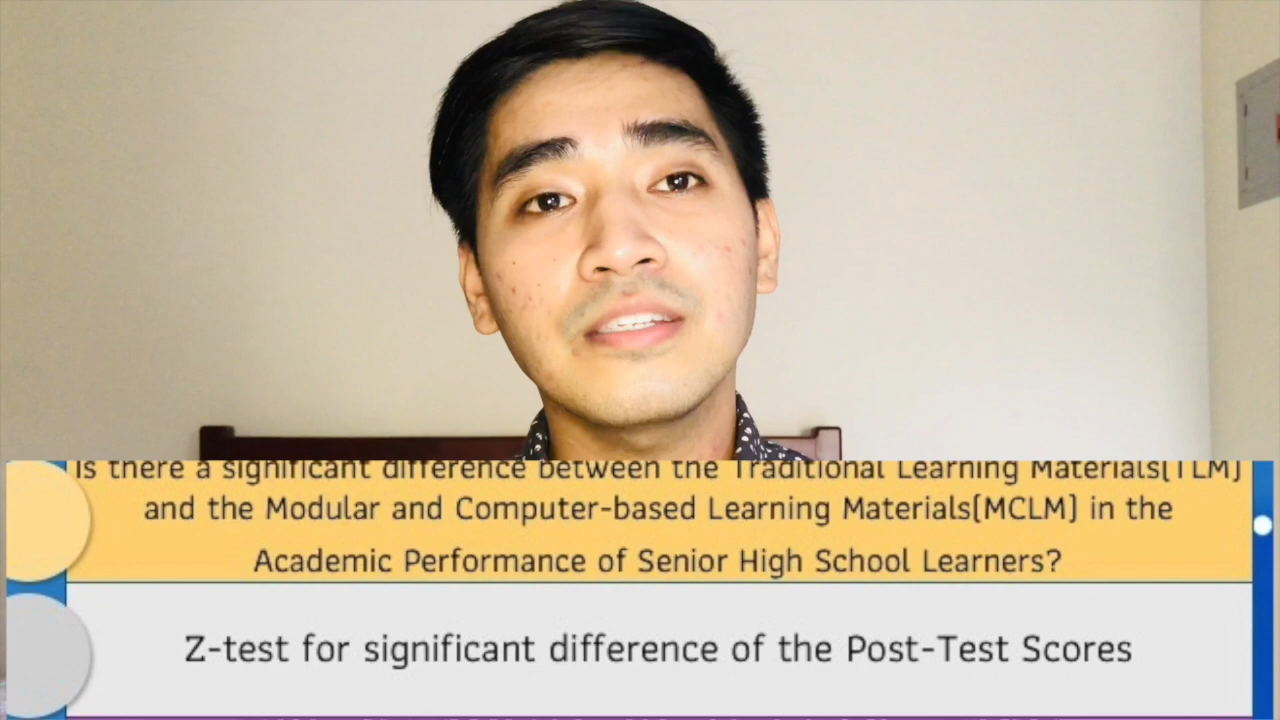 Is there a significant difference between the Traditional Learning Materials(TLM)
and the Modular and Computer-based Learning Materials(MCLM) in the
Academic Performance of Senior High School Learners?
Z-test for significant difference of the Post-Test Scores